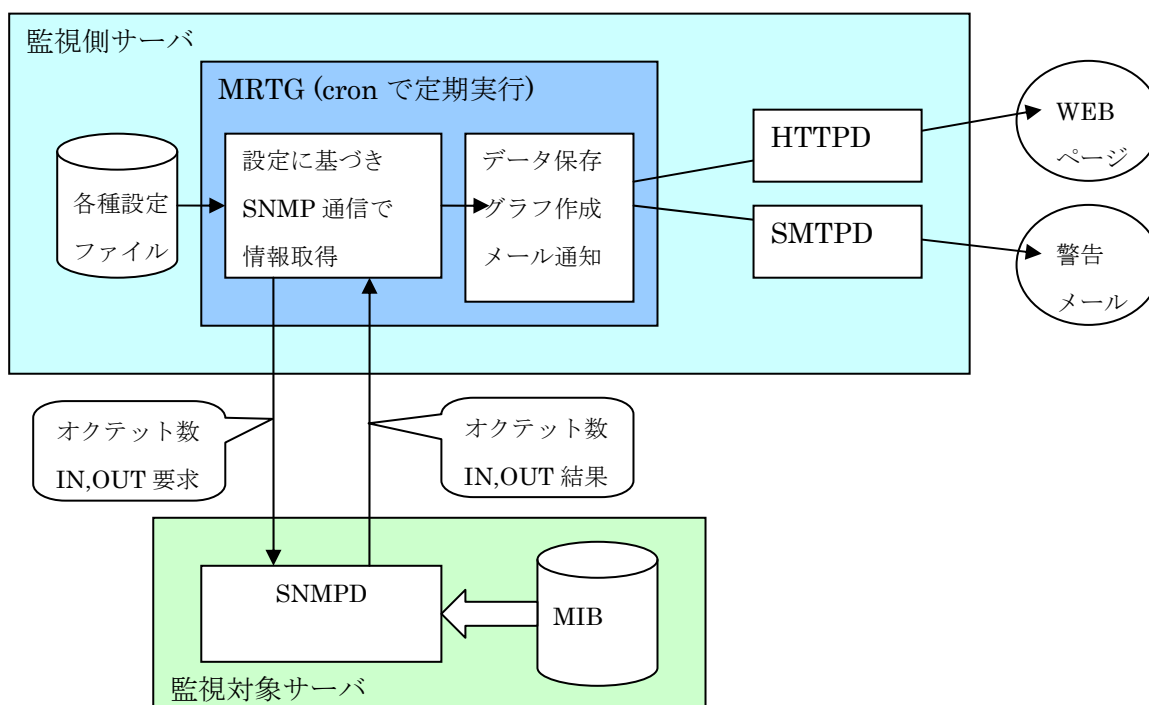 監視側サーバ
MRTG (cron で定期実行)
各種設定
ファイル
設定に基づき
SNMP 通信で
情報取得
データ保存
グラフ作成
メール通知
HTTPD
SMTPD
WEB
ページ
警告
メール
オクテット数
IN,OUT 要求
オクテット数
IN,OUT 結果
SNMPD
MIB
監視対象サーバ